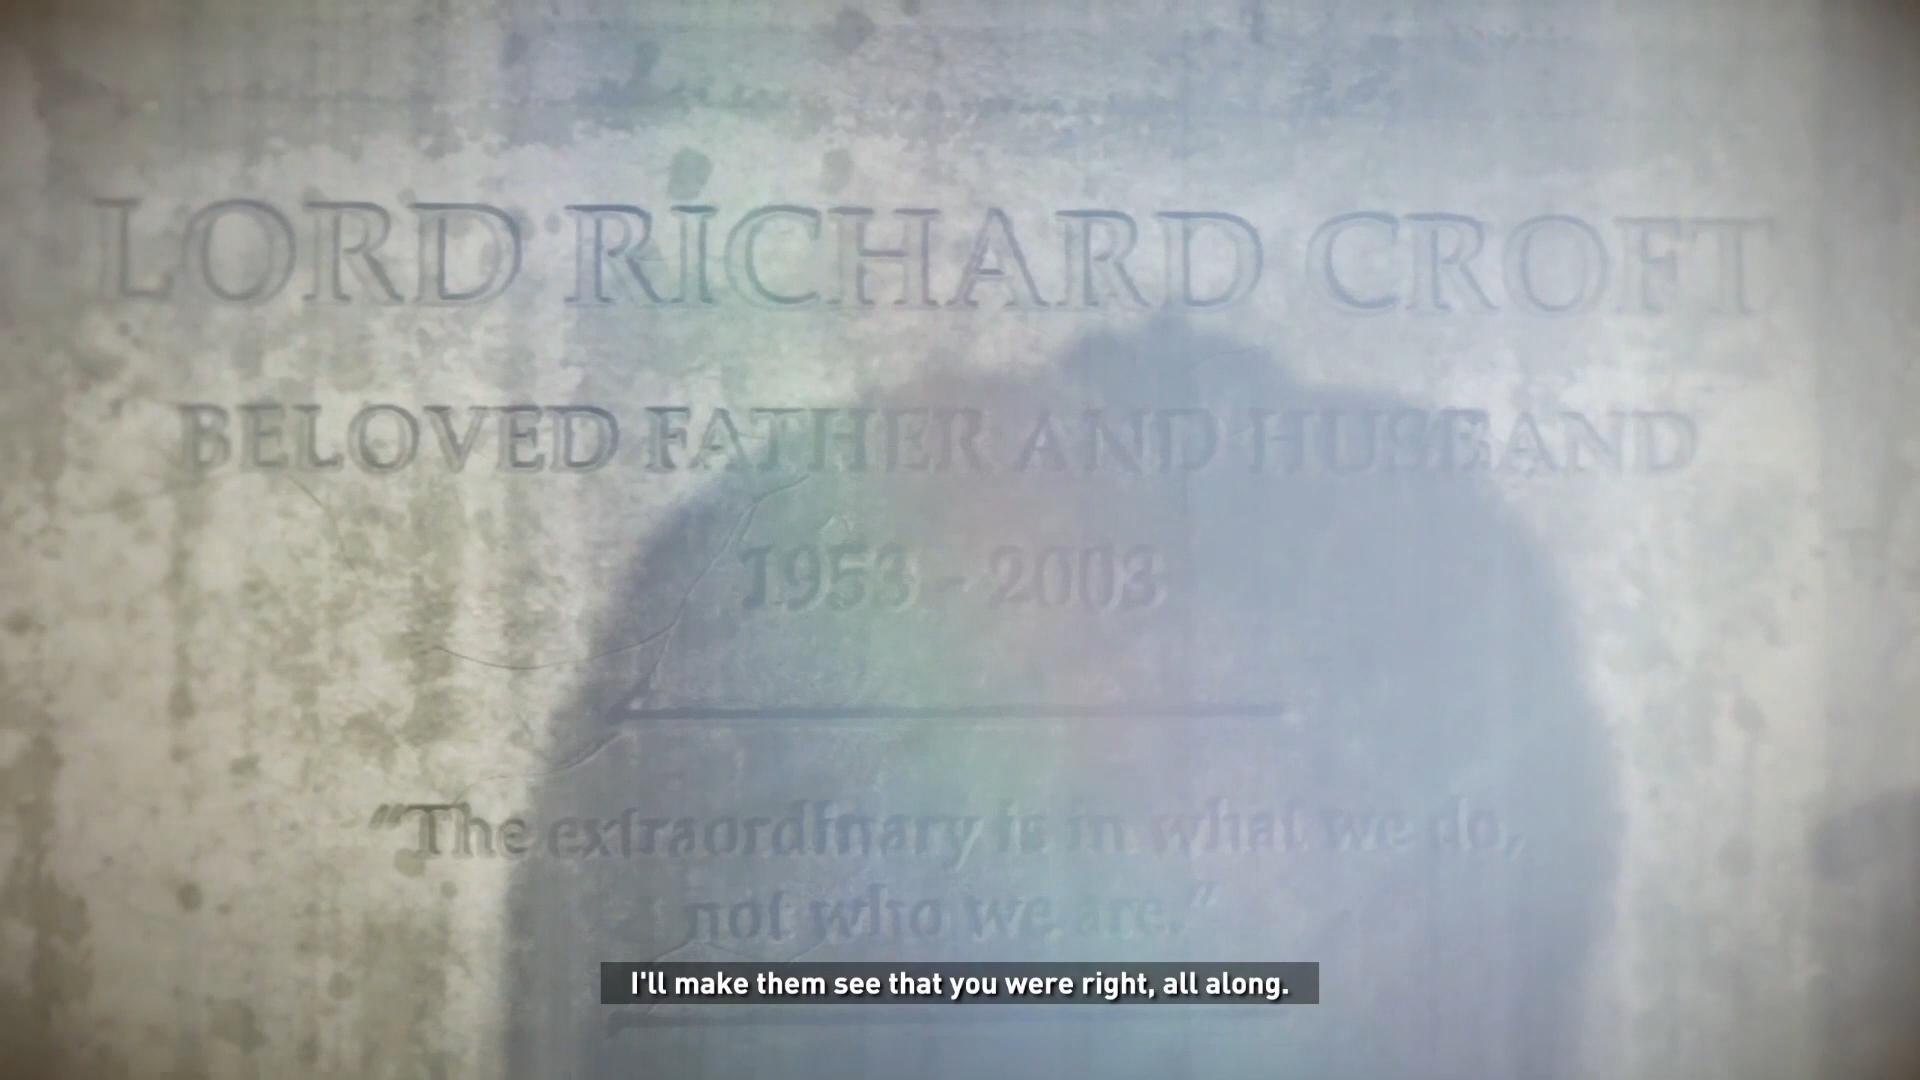 LORD RICHARD CROFT
BELOVED FATHER AND HUSBAND
1953 - 2003
"The extraordinary is in what we do,
not who we are."
I'll make them see that you were right, all along.